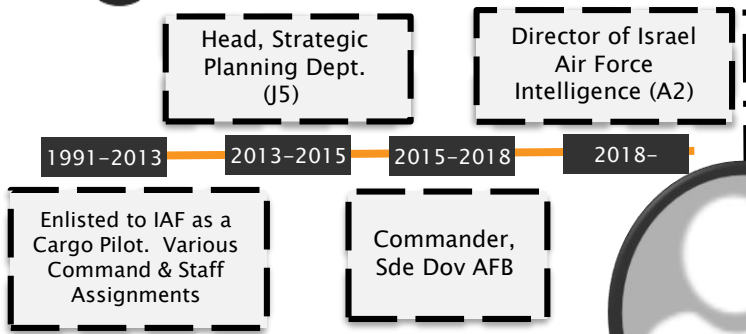 Head, Strategic
Planning Dept.
(J5)
Director of Israel
Air Force
Intelligence (A2)
1991–2013
2013–2015
2015–2018
2018–
Enlisted to IAF as a
Cargo Pilot.  Various
Command & Staff
Assignments
Commander,
Sde Dov AFB